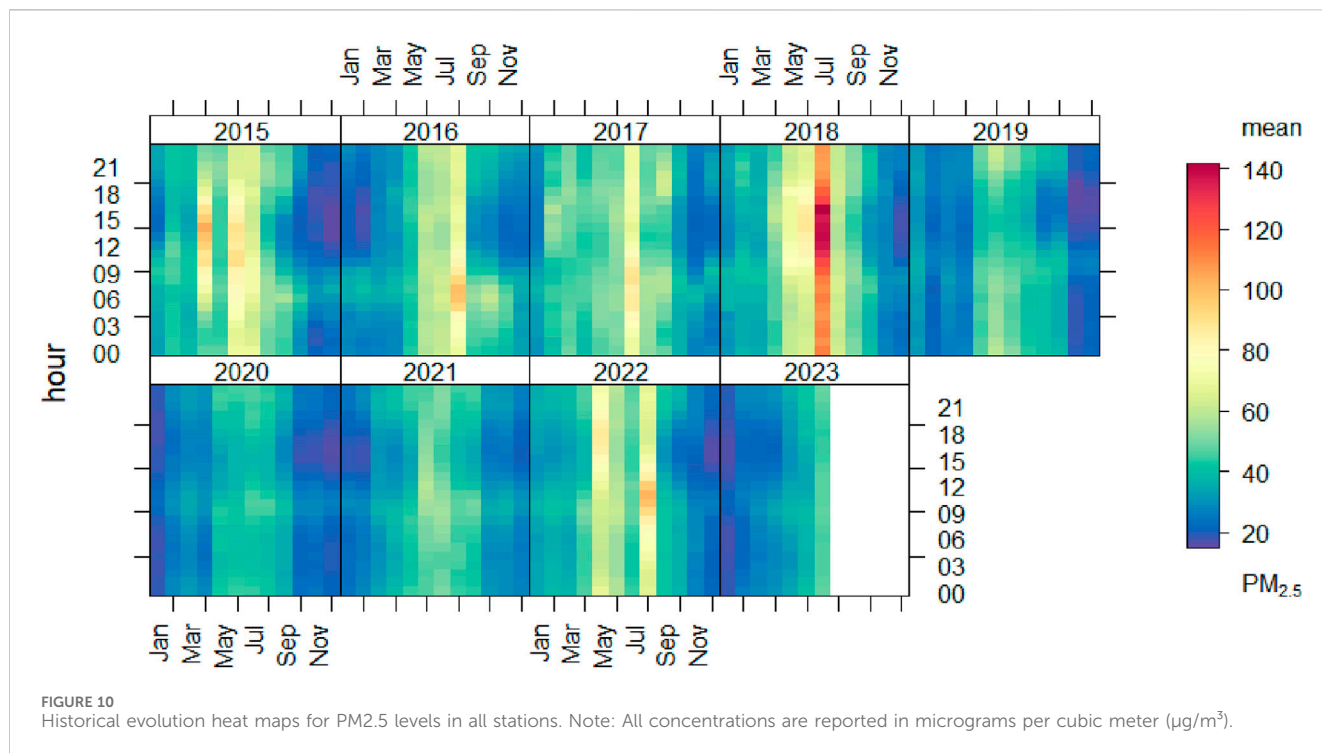 Jan Mar May Jul Sep Nov Jan Mar May Jul Sep Nov
2015 2016 2017 2018 2019
21
18
15
12
09
06
03
00
hour
2020 2021 2022 2023
21
18
15
12
09
06
03
00
Jan Mar May Jul Sep Nov Jan Mar May Jul Sep Nov
mean
140
120
100
80
60
40
20
PM2.5
FIGURE 10
Historical evolution heat maps for PM2.5 levels in all stations. Note: All concentrations are reported in micrograms per cubic meter (µg/m³).